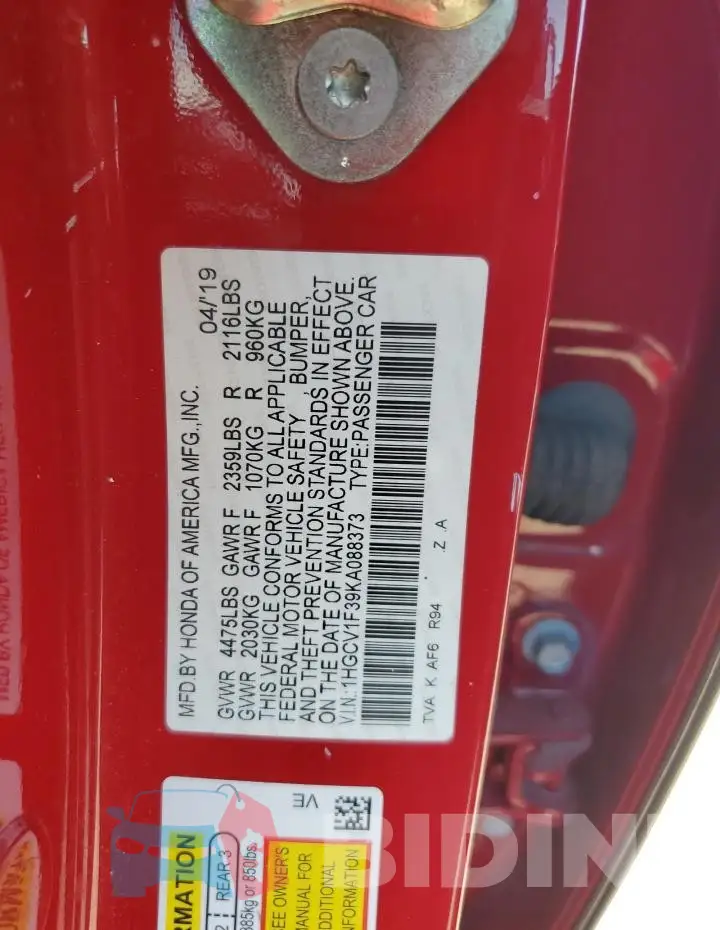 MFD.BY HONDA OF AMERICA MFG.,INC. 04/'19
GVWR 4475LBS GAWR F 2359LBS R 2116LBS
GVWR 2030KG GAWR F 1070KG R 960KG
THIS VEHICLE CONFORMS TO ALL APPLICABLE
FEDERAL MOTOR VEHICLE SAFETY BUMPER,
AND THEFT PREVENTION STANDARDS IN EFFECT
ON THE DATE OF MANUFACTURE SHOWN ABOVE.
V.I.N.:1HGCV1F39KA088373 TYPE:PASSENGER CAR
TVA K AF6 R94 * .Z .A
VE
RMATION
2 REAR 3
385kg or 850lbs.
EE OWNER'S
MANUAL FOR
ADDITIONAL
INFORMATION
BIDIN